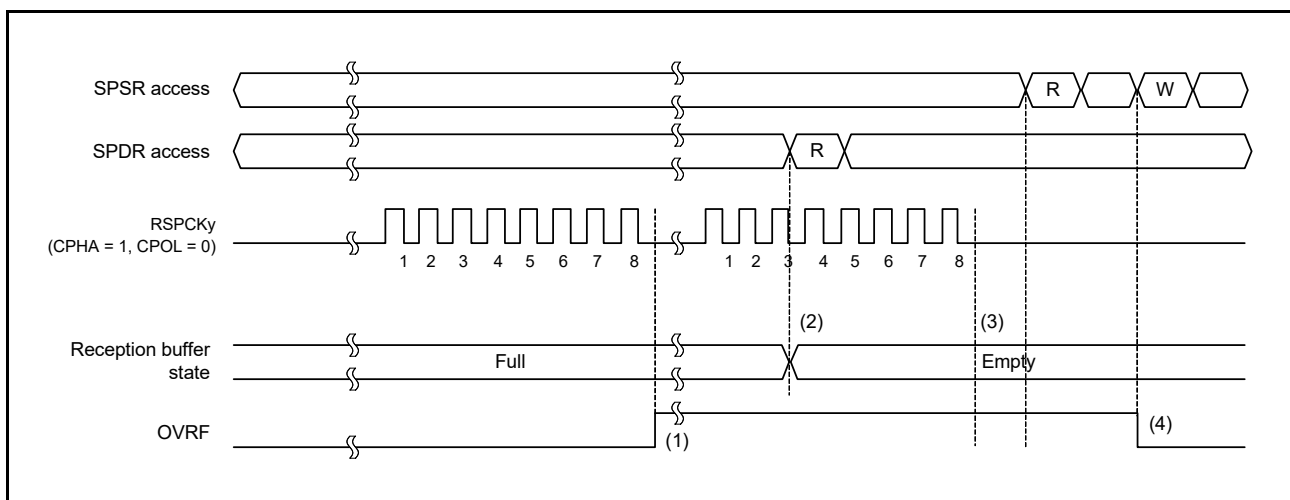 SPSR access
R
W
SPDR access
R
RSPCKy
(CPHA = 1, CPOL = 0)
1 2 3 4 5 6 7 8
1 2 3 4 5 6 7 8
(2)
(3)
Reception buffer
state
Full
Empty
OVRF
(1)
(4)